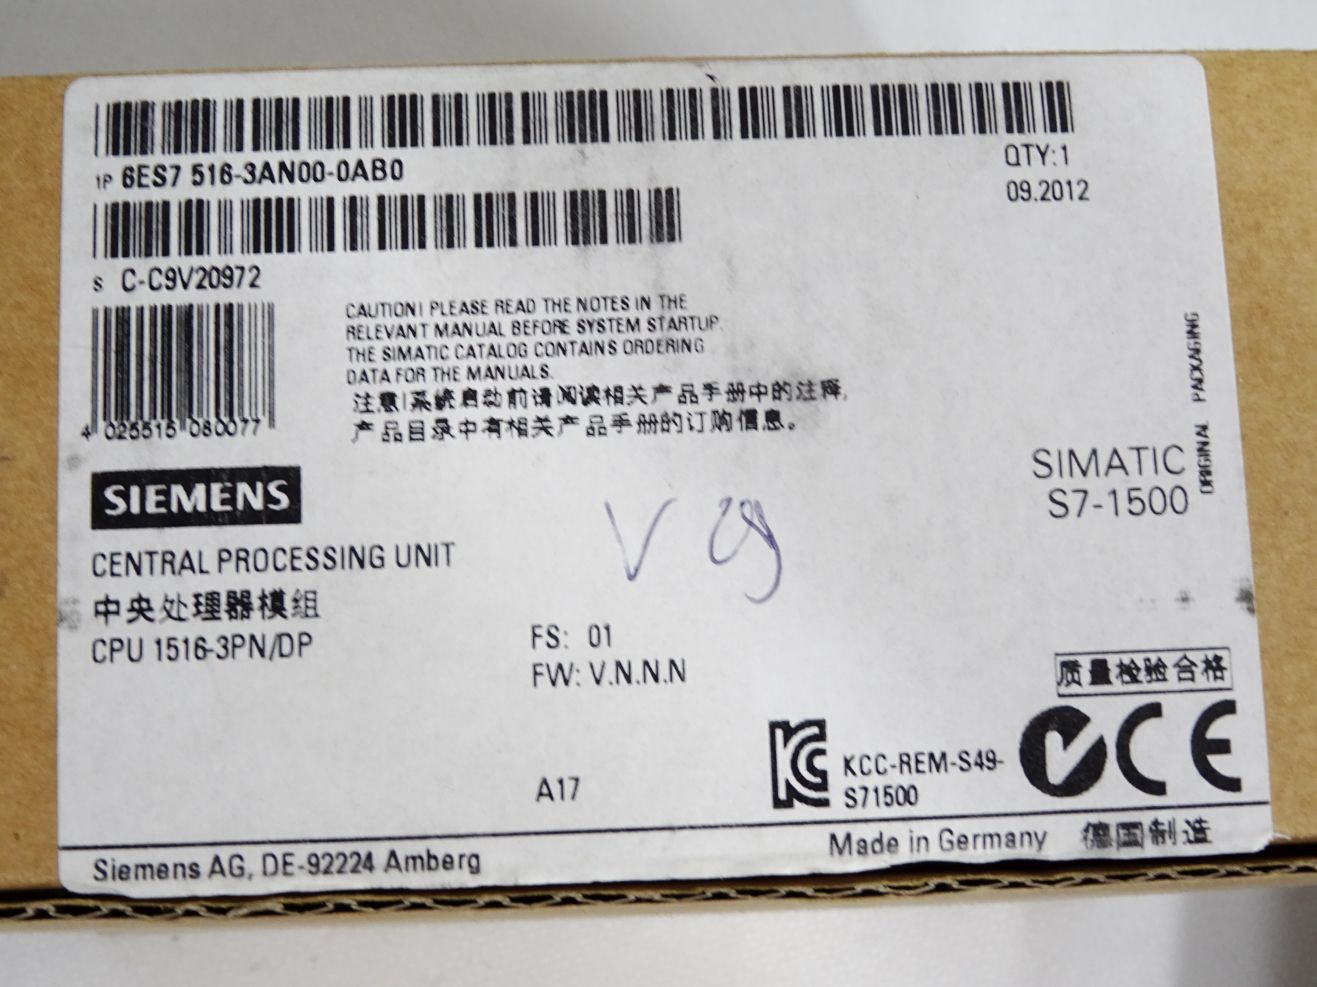 1P 6ES7 516-3AN00-0AB0
QTY:1
09.2012
S C-C9V20972
CAUTION! PLEASE READ THE NOTES IN THE
RELEVANT MANUAL BEFORE SYSTEM STARTUP.
THE SIMATIC CATALOG CONTAINS ORDERING
DATA FOR THE MANUALS.
注意!系统启动前请阅读相关产品手册中的注释,
产品目录中有相关产品手册的订购信息。
4 025515 080077
ORIGINAL PACKAGING
SIEMENS
SIMATIC
S7-1500
CENTRAL PROCESSING UNIT
中央处理器模组
CPU 1516-3PN/DP
FS: 01
FW: V.N.N.N
质量检验合格
KCC-REM-S49-
S71500
CE
A17
Made in Germany 德国制造
Siemens AG, DE-92224 Amberg